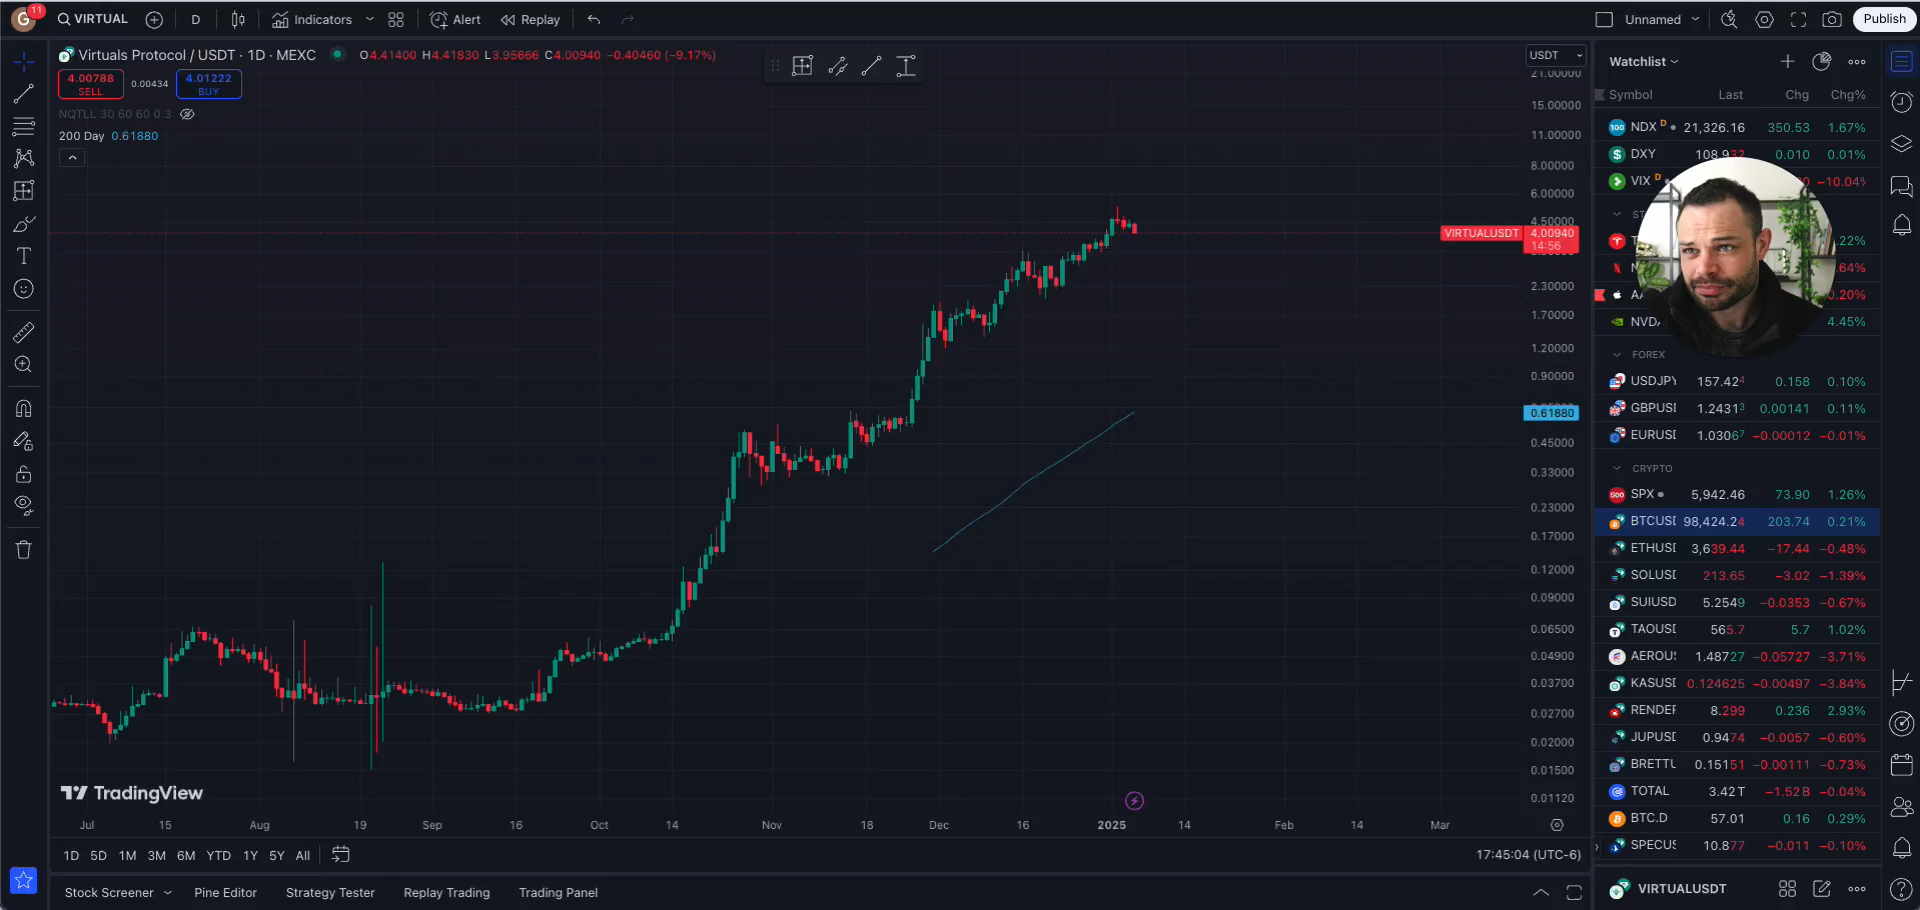 G 11 VIRTUAL D Indicators Alert Replay Unnamed Publish
Virtuals Protocol / USDT · 1D · MEXC O4.41400 H4.41830 L3.95666 C4.00940 −0.40460 (−9.17%)
4.00788 SELL 0.00434 4.01222 BUY
NQTLL 30 60 60 0.3
200 Day 0.61880
USDT
21.00000
15.00000
11.00000
8.00000
6.00000
4.50000
VIRTUALUSDT 4.00940
14:56
2.30000
1.70000
1.20000
0.90000
0.61880
0.45000
0.33000
0.23000
0.17000
0.12000
0.09000
0.06500
0.04900
0.03700
0.02700
0.02000
0.01500
0.01120
TradingView
Jul 15 Aug 19 Sep 16 Oct 14 Nov 18 Dec 16 2025 14 Feb 14 Mar
1D 5D 1M 3M 6M YTD 1Y 5Y All 17:45:04 (UTC-6)
Stock Screener Pine Editor Strategy Tester Replay Trading Trading Panel
Watchlist
Symbol Last Chg Chg%
100 NDX D 21,326.16 350.53 1.67%
DXY 108.932 0.010 0.01%
VIX D −10.04%
.22%
.64%
0.20%
NVD 4.45%
FOREX
USDJPY 157.424 0.158 0.10%
GBPUSD 1.24313 0.00141 0.11%
EURUSD 1.03067 −0.00012 −0.01%
CRYPTO
500 SPX 5,942.46 73.90 1.26%
BTCUSD 98,424.24 203.74 0.21%
ETHUSD 3,639.44 −17.44 −0.48%
SOLUSD 213.65 −3.02 −1.39%
SUIUSD 5.2549 −0.0353 −0.67%
TAOUSD 565.7 5.7 1.02%
AEROUS 1.48727 −0.05727 −3.71%
KASUSD 0.124625 −0.00497 −3.84%
RENDER 8.299 0.236 2.93%
JUPUSD 0.9474 −0.0057 −0.60%
BRETTU 0.15151 −0.00111 −0.73%
TOTAL 3.42 T −1.52 B −0.04%
BTC.D 57.01 0.16 0.29%
SPECUS 10.877 −0.011 −0.10%
VIRTUALUSDT